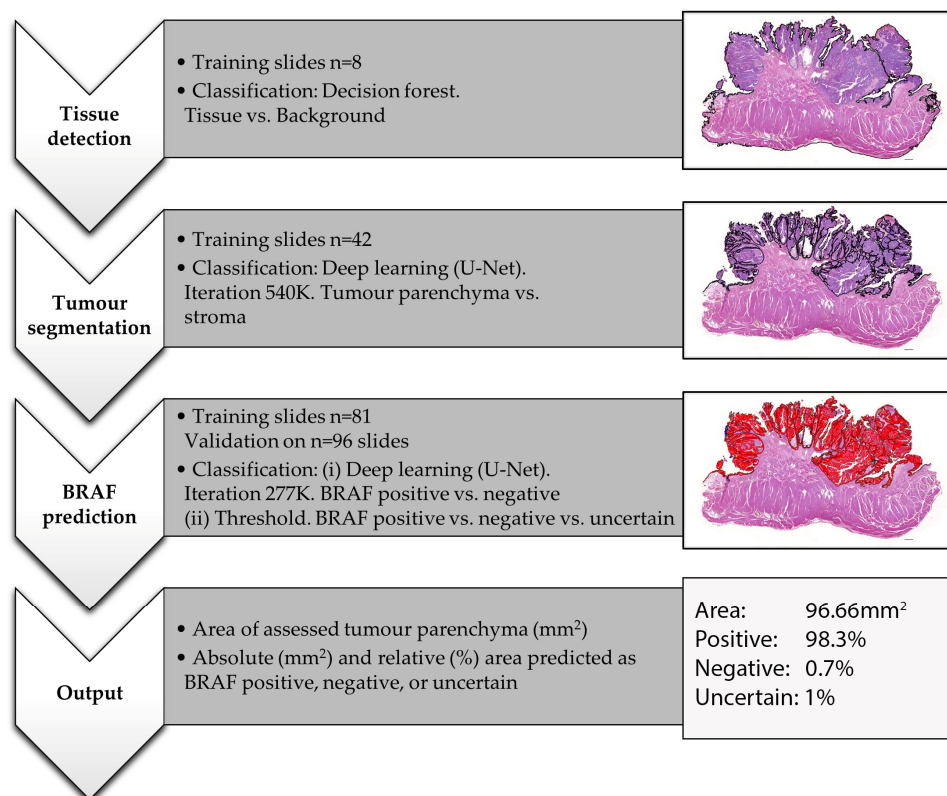 Tissue
detection
• Training slides n=8
• Classification: Decision forest.
Tissue vs. Background
Tumour
segmentation
• Training slides n=42
• Classification: Deep learning (U-Net).
Iteration 540K. Tumour parenchyma vs.
stroma
BRAF
prediction
• Training slides n=81
Validation on n=96 slides
• Classification: (i) Deep learning (U-Net).
Iteration 277K. BRAF positive vs. negative
(ii) Threshold. BRAF positive vs. negative vs. uncertain
Output
• Area of assessed tumour parenchyma (mm²)
• Absolute (mm²) and relative (%) area predicted as
BRAF positive, negative, or uncertain
Area: 96.66mm²
Positive: 98.3%
Negative: 0.7%
Uncertain: 1%